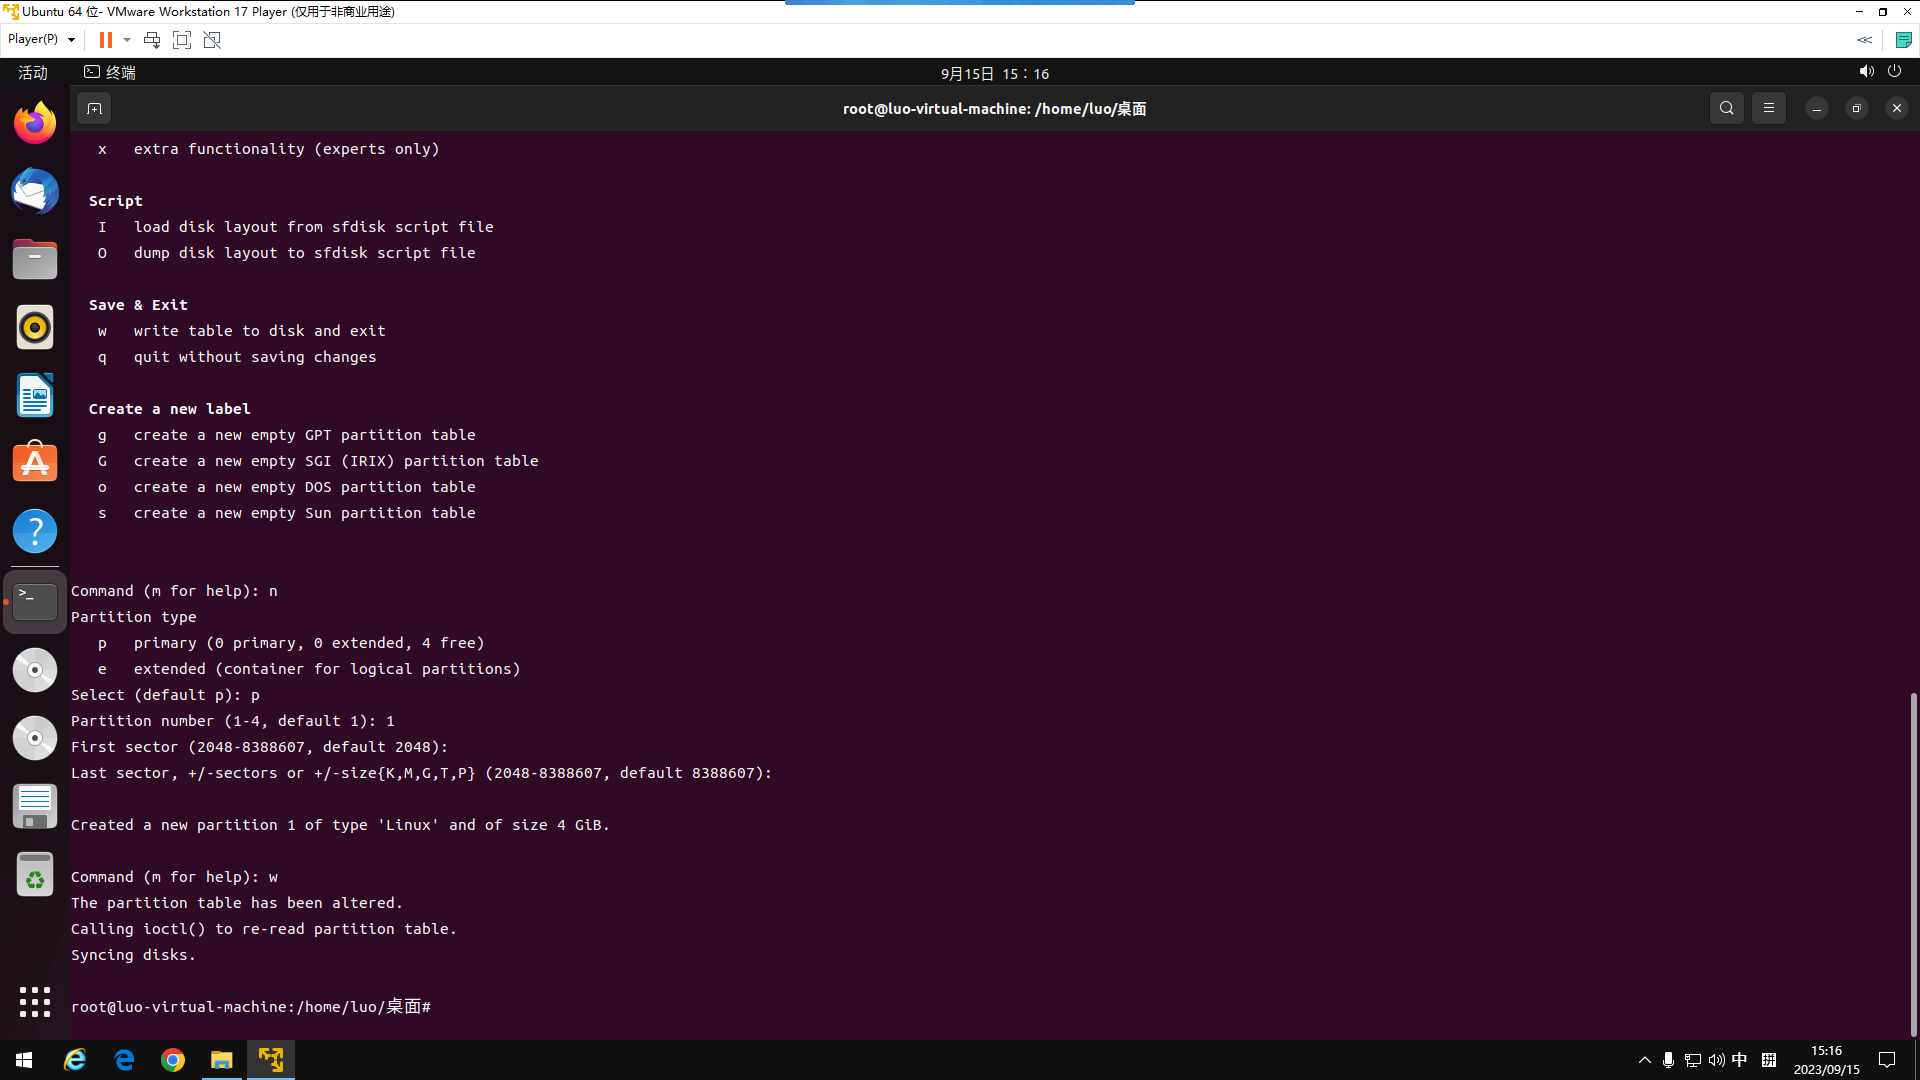 Ubuntu 64 位- VMware Workstation 17 Player (仅用于非商业用途)
Player(P)
活动 终端 9月15日 15：16
root@luo-virtual-machine: /home/luo/桌面
x extra functionality (experts only)
Script
I load disk layout from sfdisk script file
O dump disk layout to sfdisk script file
Save & Exit
w write table to disk and exit
q quit without saving changes
Create a new label
g create a new empty GPT partition table
G create a new empty SGI (IRIX) partition table
o create a new empty DOS partition table
s create a new empty Sun partition table
Command (m for help): n
Partition type
p primary (0 primary, 0 extended, 4 free)
e extended (container for logical partitions)
Select (default p): p
Partition number (1-4, default 1): 1
First sector (2048-8388607, default 2048):
Last sector, +/-sectors or +/-size{K,M,G,T,P} (2048-8388607, default 8388607):
Created a new partition 1 of type 'Linux' and of size 4 GiB.
Command (m for help): w
The partition table has been altered.
Calling ioctl() to re-read partition table.
Syncing disks.
root@luo-virtual-machine:/home/luo/桌面#
中
15:16
2023/09/15